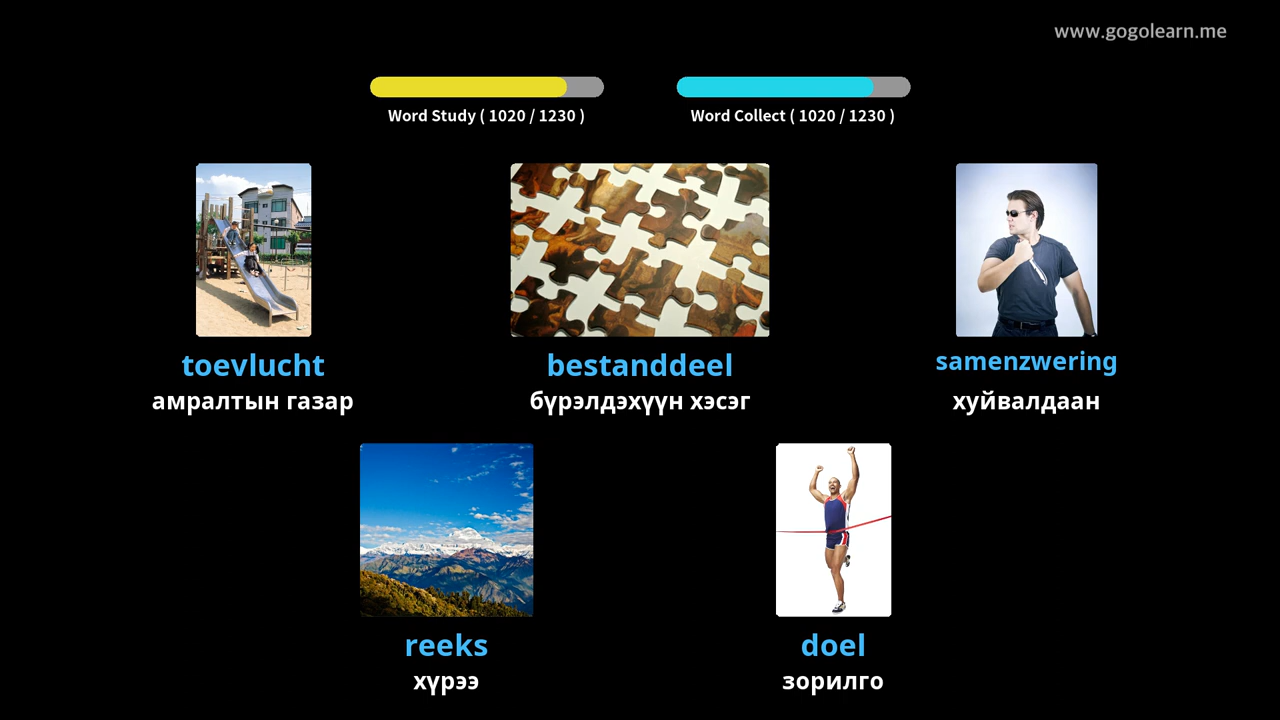 www.gogolearn.me
Word Study ( 1020 / 1230 )
Word Collect ( 1020 / 1230 )
toevlucht
амралтын газар
bestanddeel
бүрэлдэхүүн хэсэг
samenzwering
хуйвалдаан
reeks
хүрээ
doel
зорилго